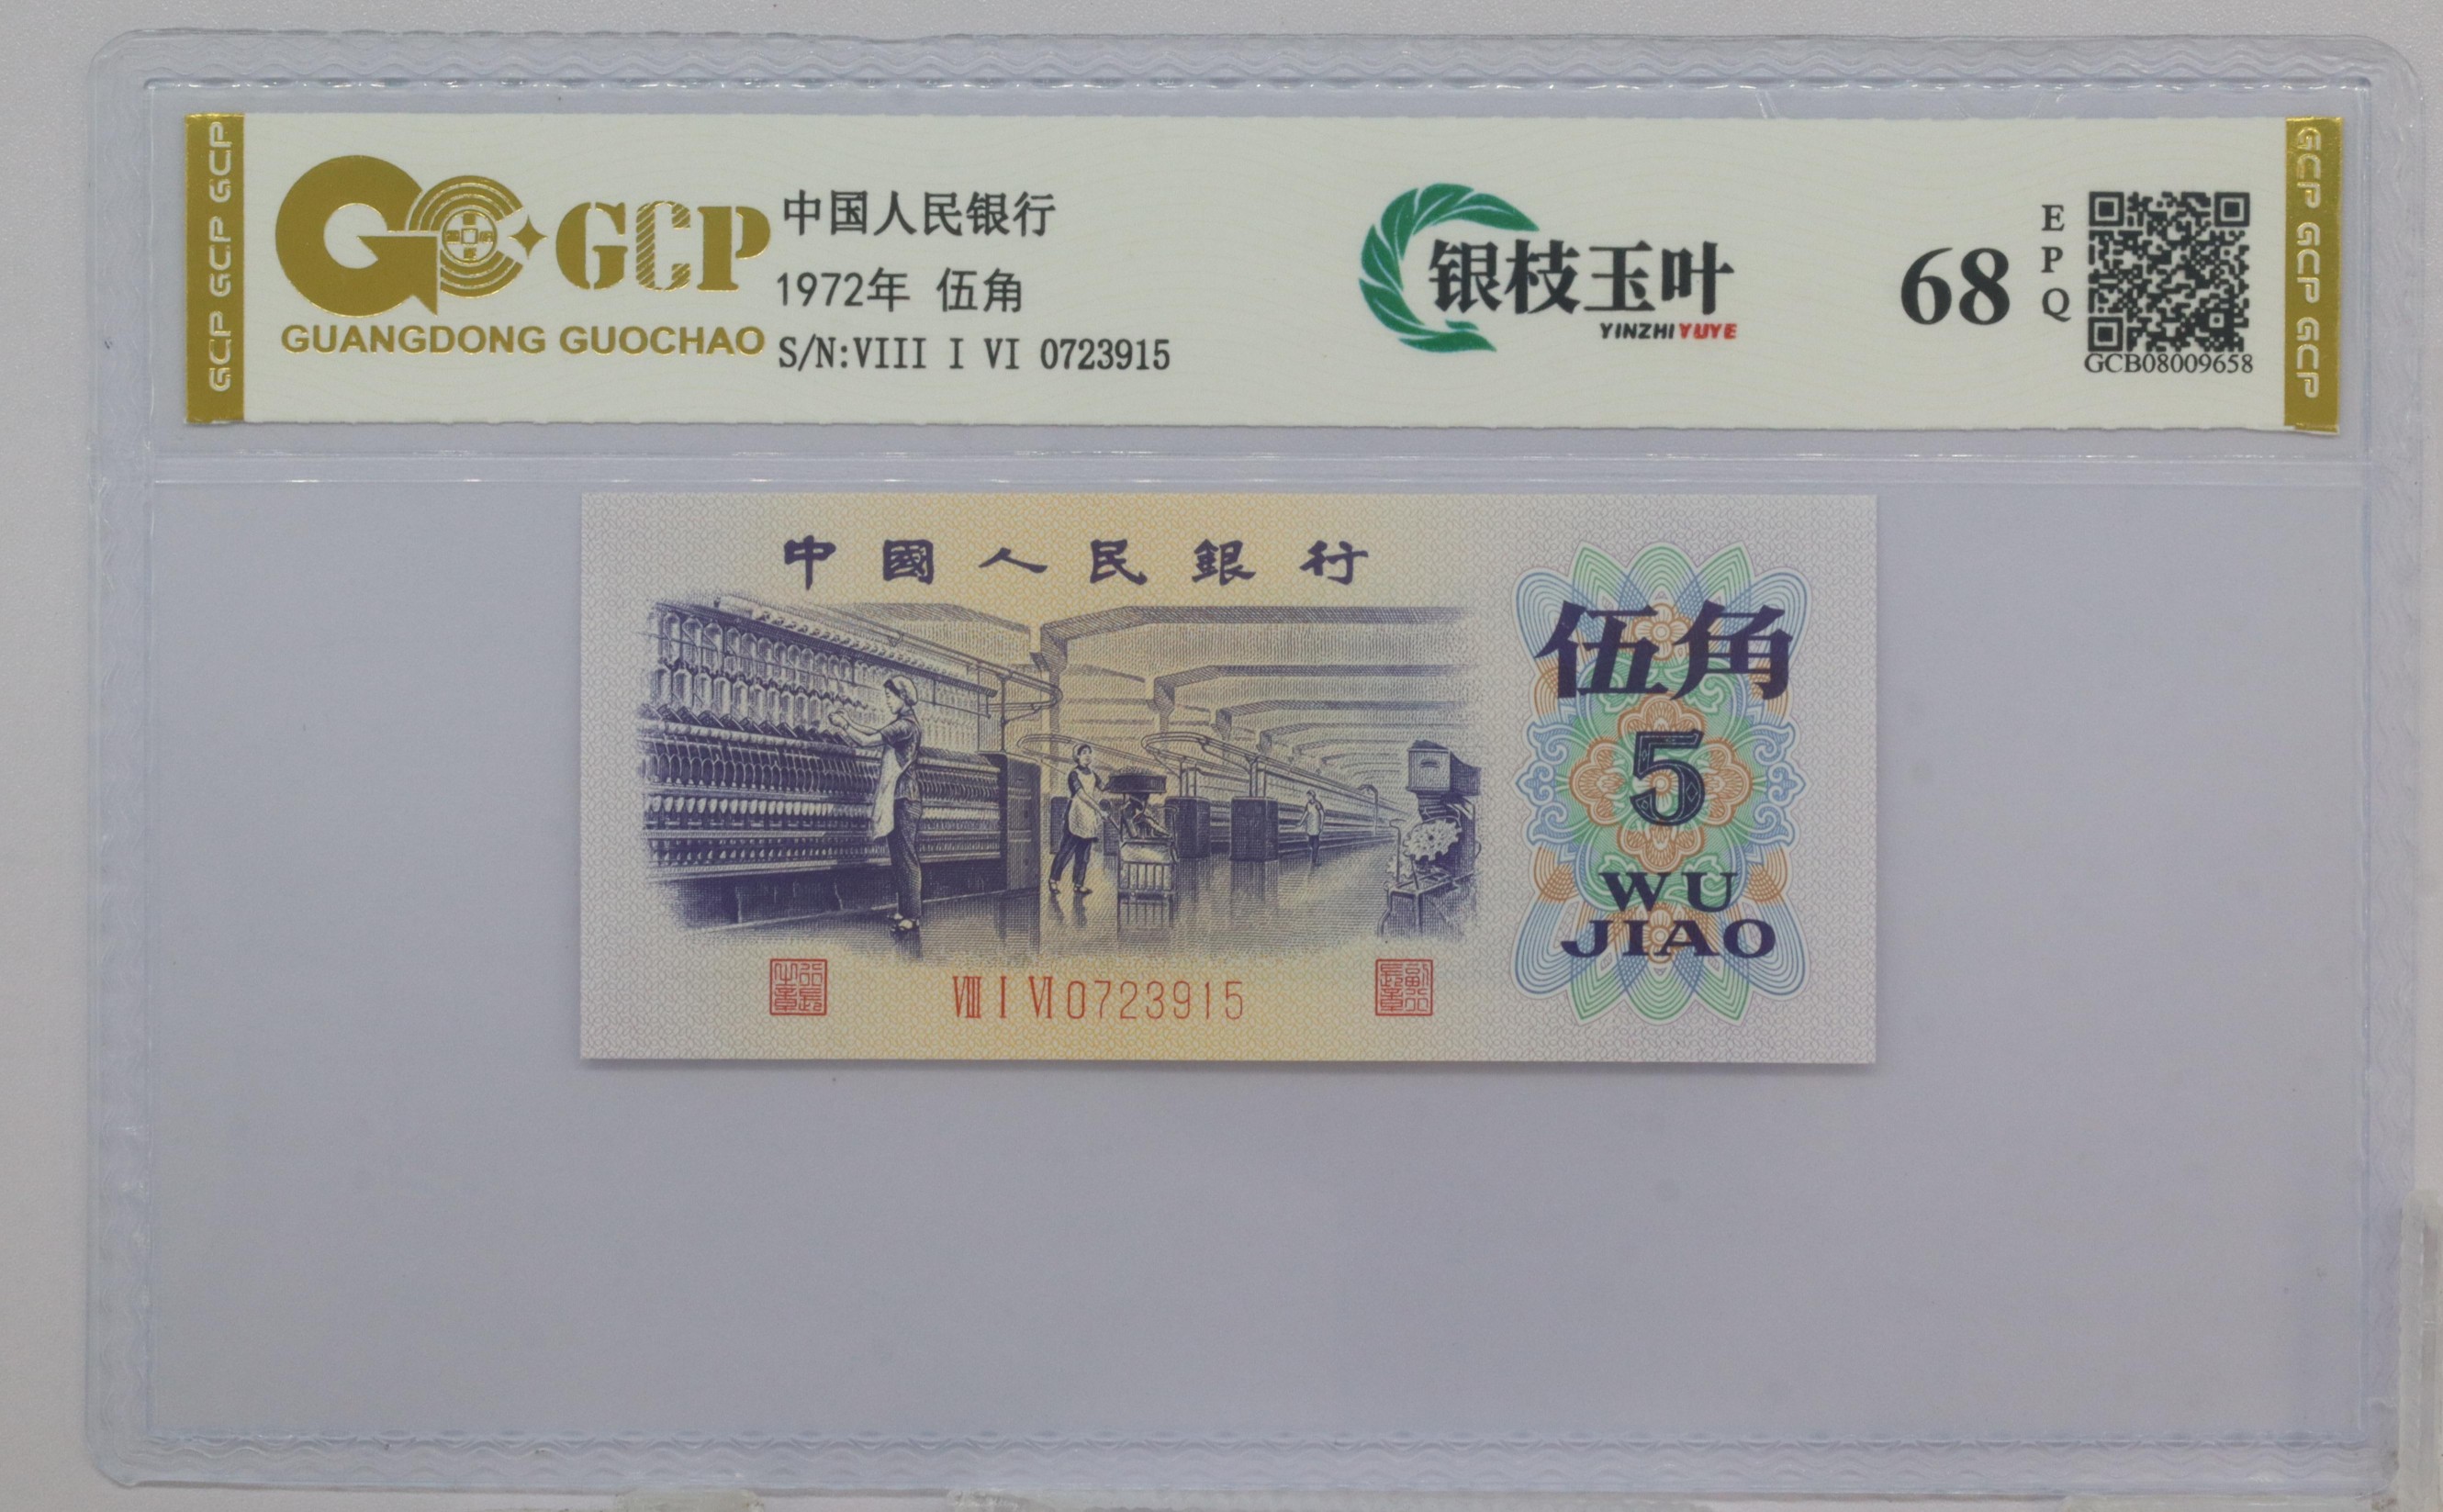 GCP GCP GCP
GCP
GUANGDONG GUOCHAO
中国人民银行
1972年 伍角
S/N:VIII I VI 0723915
银枝玉叶
YINZHIYUYE
68
EPQ
GCB08009658
GCP GCP GCP
中國人民銀行
伍角
5
WU
JIAO
VIII I VI 0723915